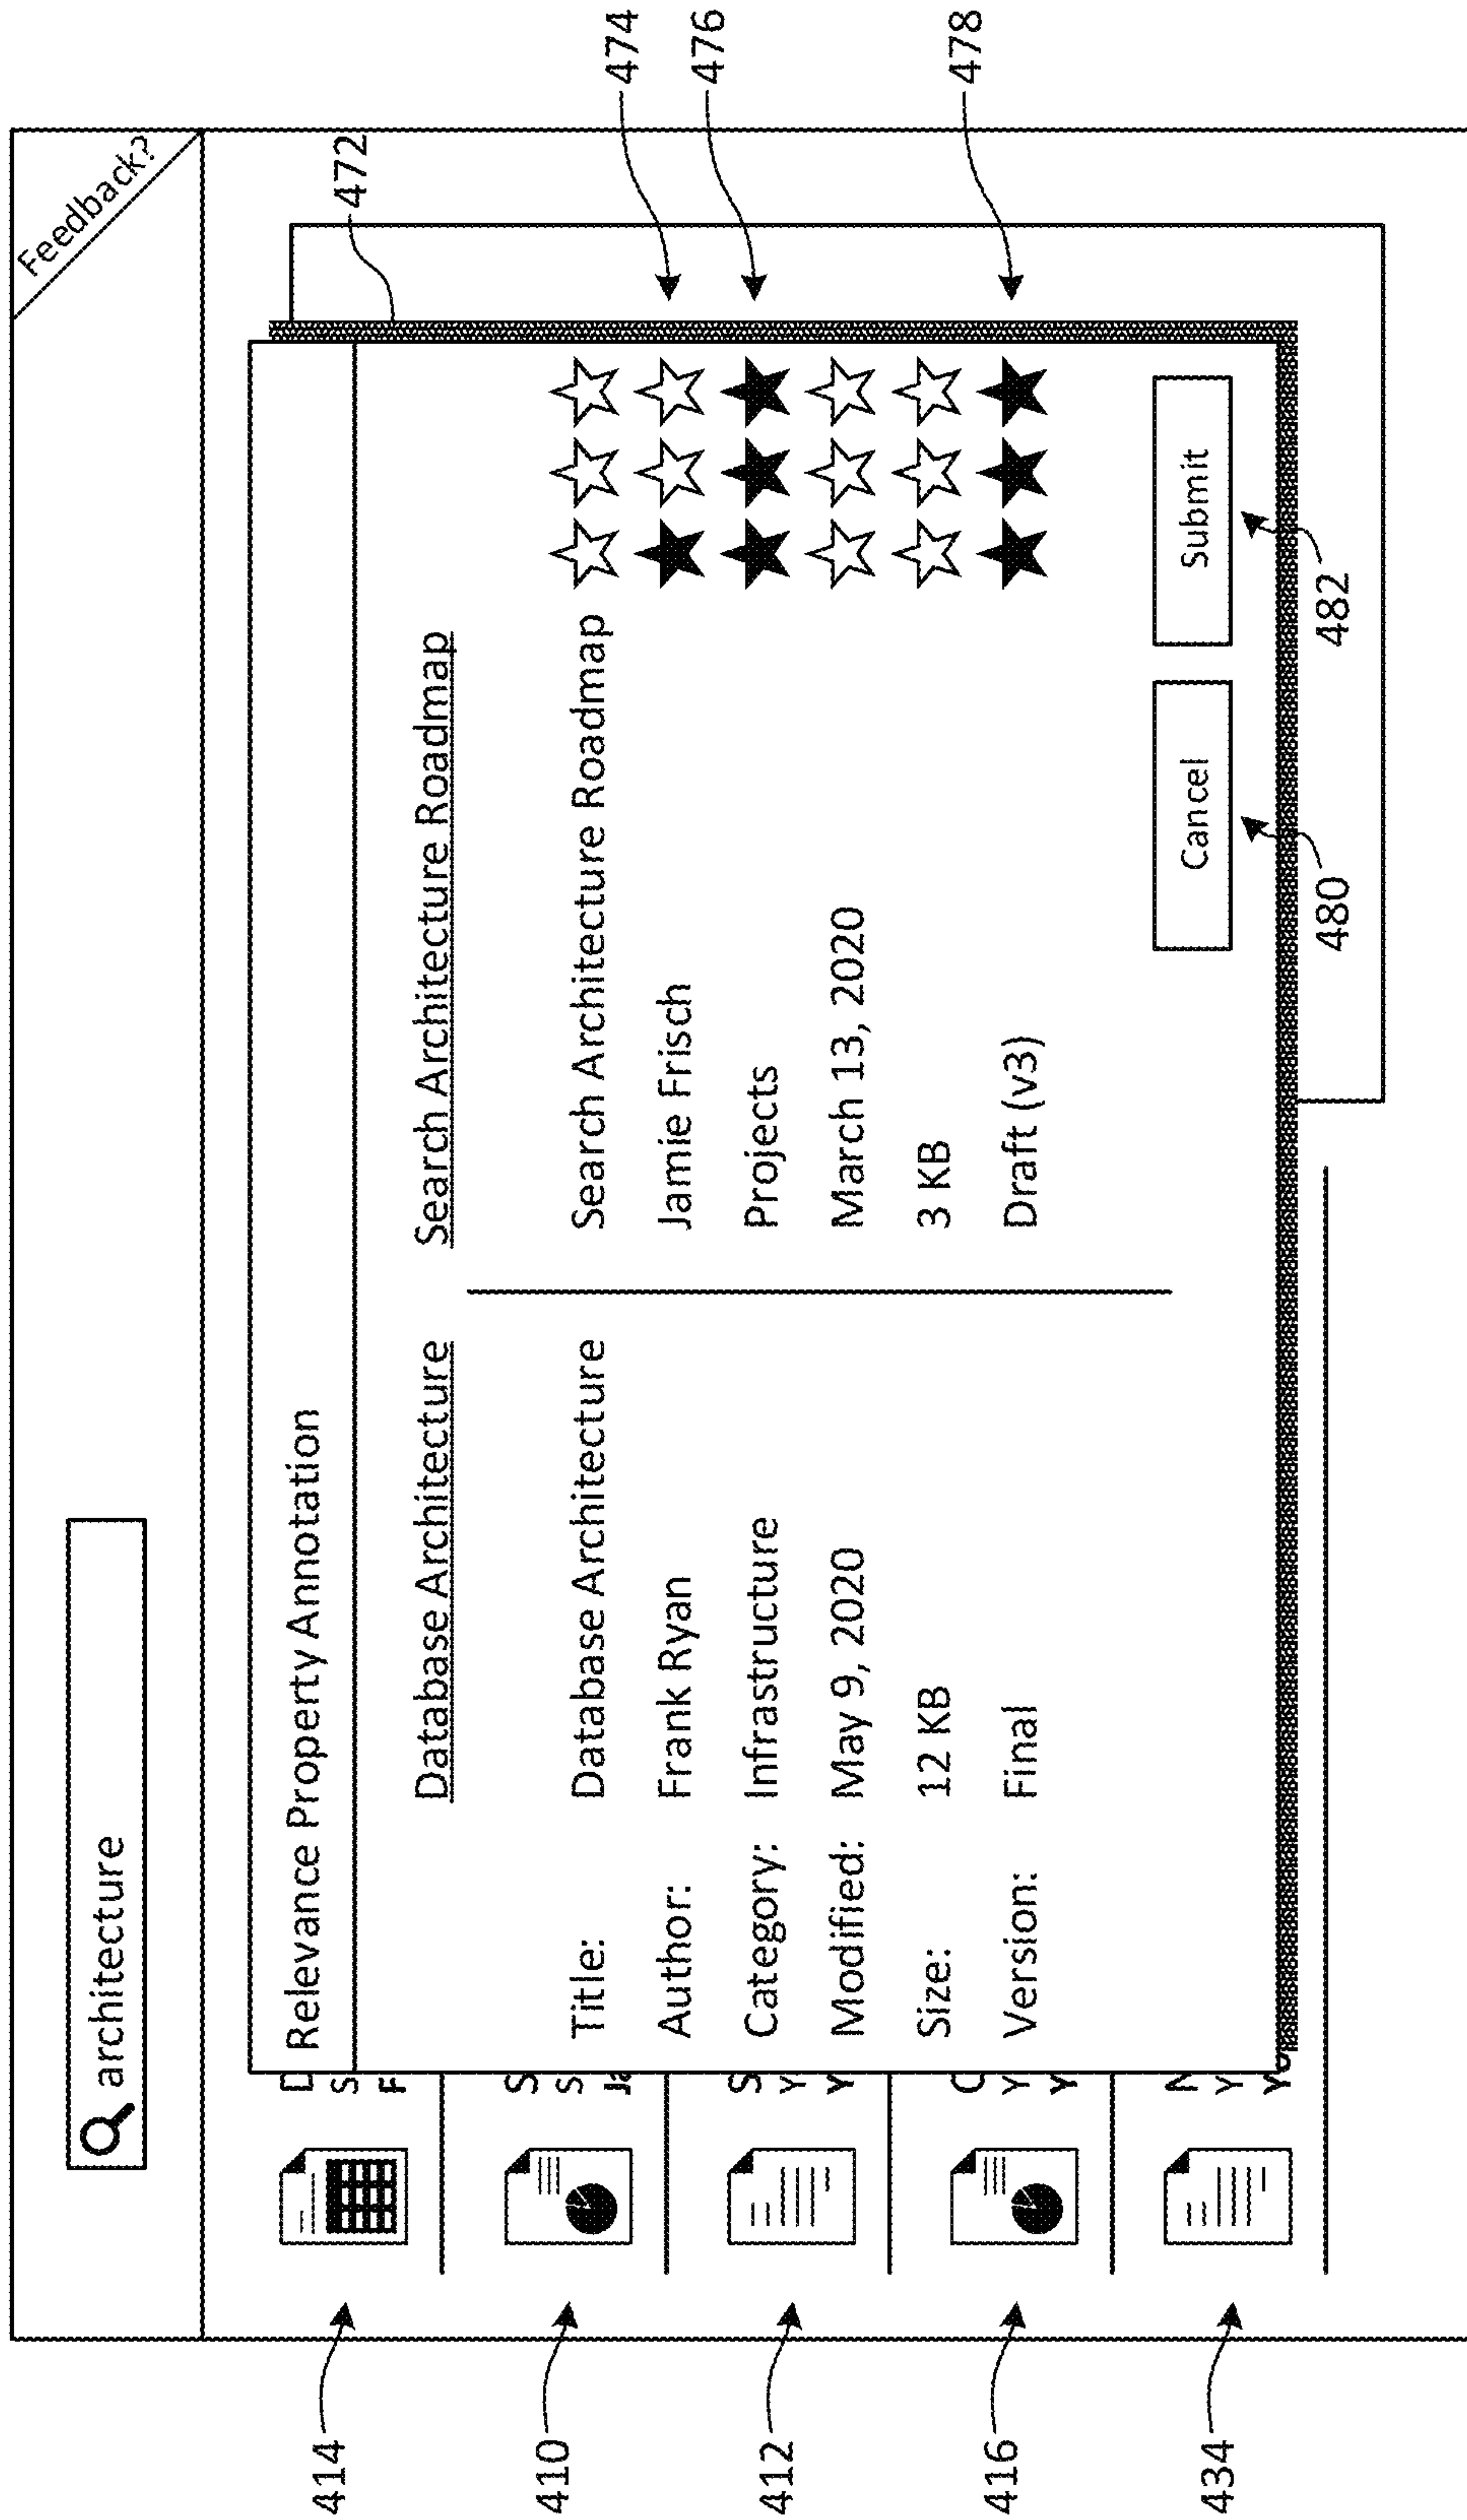 architecture
Feedback?
Relevance Property Annotation
472
Database Architecture Search Architecture Roadmap
Title: Database Architecture Search Architecture Roadmap
Author: Frank Ryan Jamie Frisch
474
Category: Infrastructure Projects
476
Modified: May 9, 2020 March 13, 2020
Size: 12 KB 3 KB
Version: Final Draft (v3)
478
Cancel Submit
480 482
414
S
F
410
S
S
Ja
412
S
Y
Y
416
Y
Y
434
Y
Y